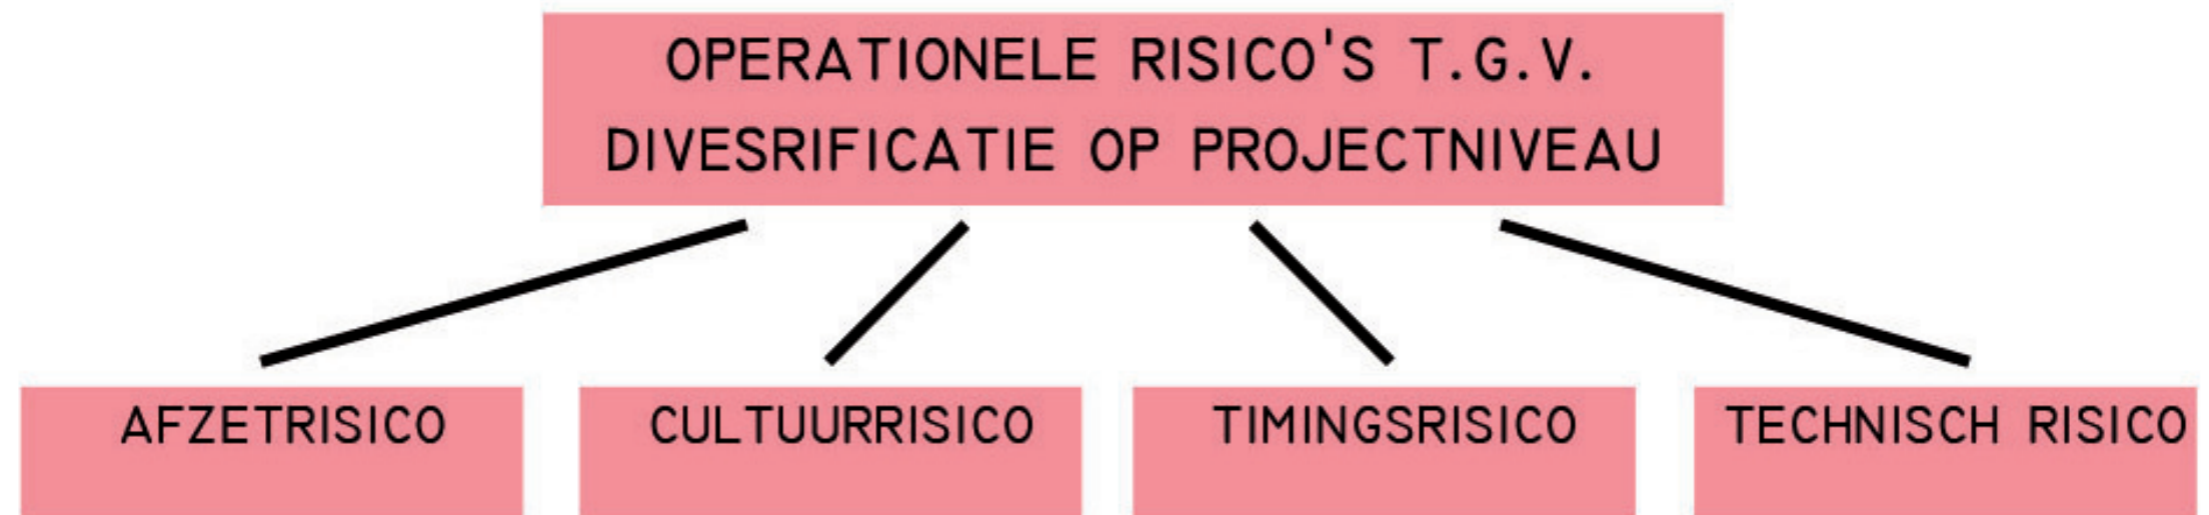 OPERATIONELE RISICO'S T.G.V.
DIVESRIFICATIE OP PROJECTNIVEAU
AFZETRISICO
CULTUURRISICO
TIMINGSRISICO
TECHNISCH RISICO